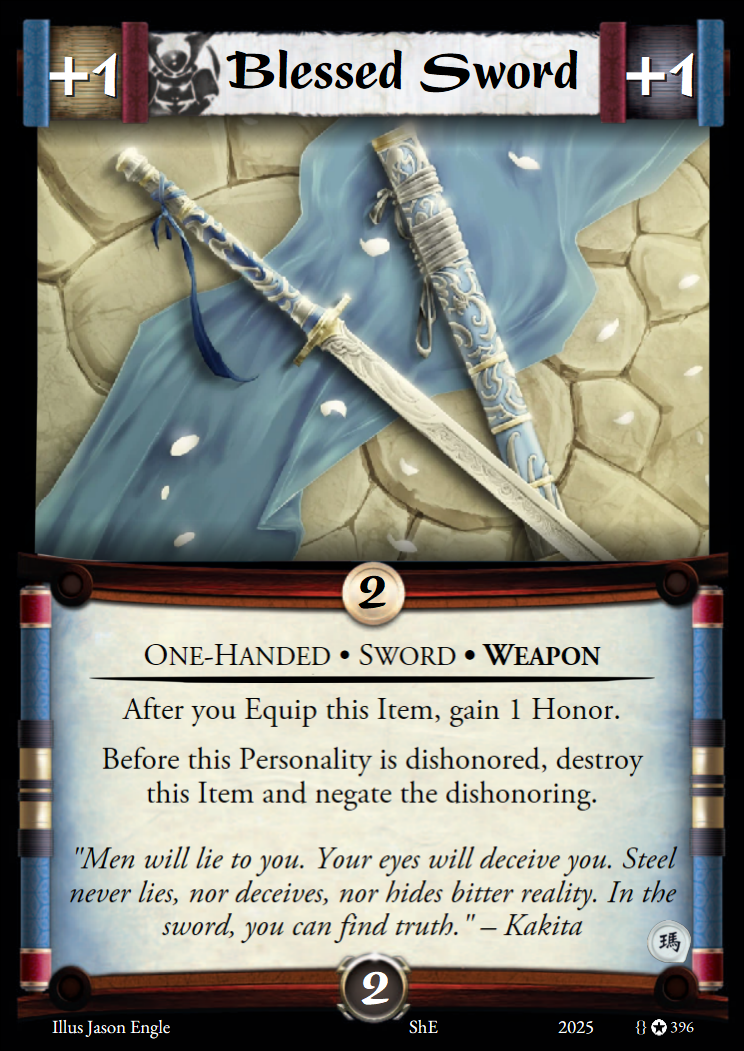 +1 Blessed Sword +1
2
One-Handed • Sword • Weapon
After you Equip this Item, gain 1 Honor.
Before this Personality is dishonored, destroy
this Item and negate the dishonoring.
"Men will lie to you. Your eyes will deceive you. Steel
never lies, nor deceives, nor hides bitter reality. In the
sword, you can find truth." – Kakita
瑪
2
Illus Jason Engle ShE 2025 {} ✪ 396